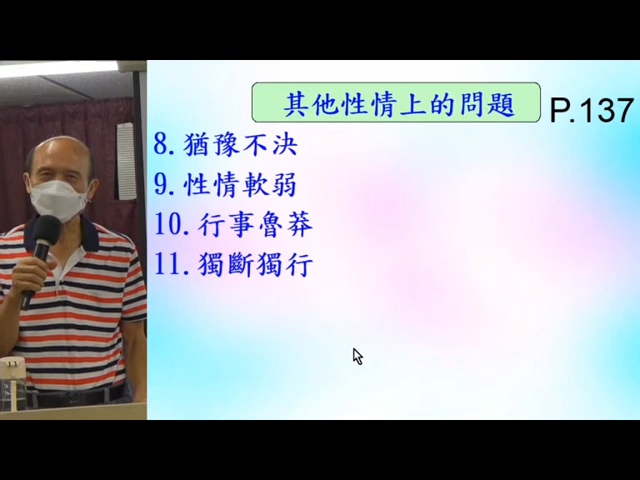 其他性情上的問題
P.137
8.猶豫不決
9.性情軟弱
10.行事魯莽
11.獨斷獨行